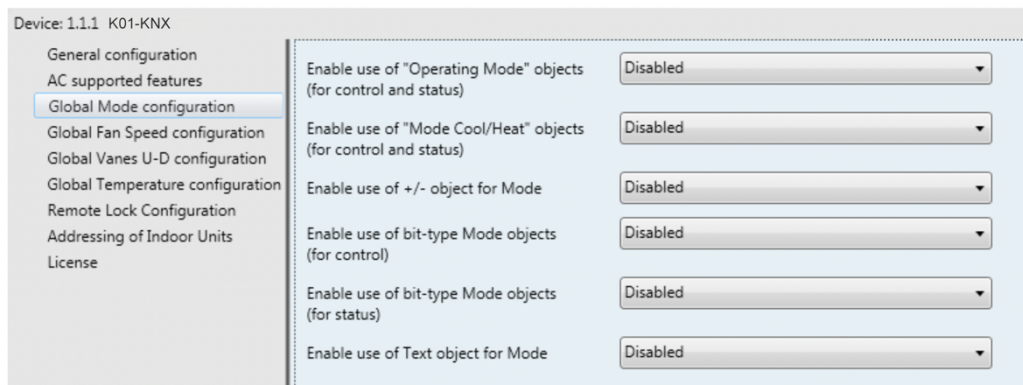 Device: 1.1.1 K01-KNX
General configuration
AC supported features
Global Mode configuration
Global Fan Speed configuration
Global Vanes U-D configuration
Global Temperature configuration
Remote Lock Configuration
Addressing of Indoor Units
License
Enable use of "Operating Mode" objects
(for control and status)
Disabled
Enable use of "Mode Cool/Heat" objects
(for control and status)
Disabled
Enable use of +/- object for Mode
Disabled
Enable use of bit-type Mode objects
(for control)
Disabled
Enable use of bit-type Mode objects
(for status)
Disabled
Enable use of Text object for Mode
Disabled